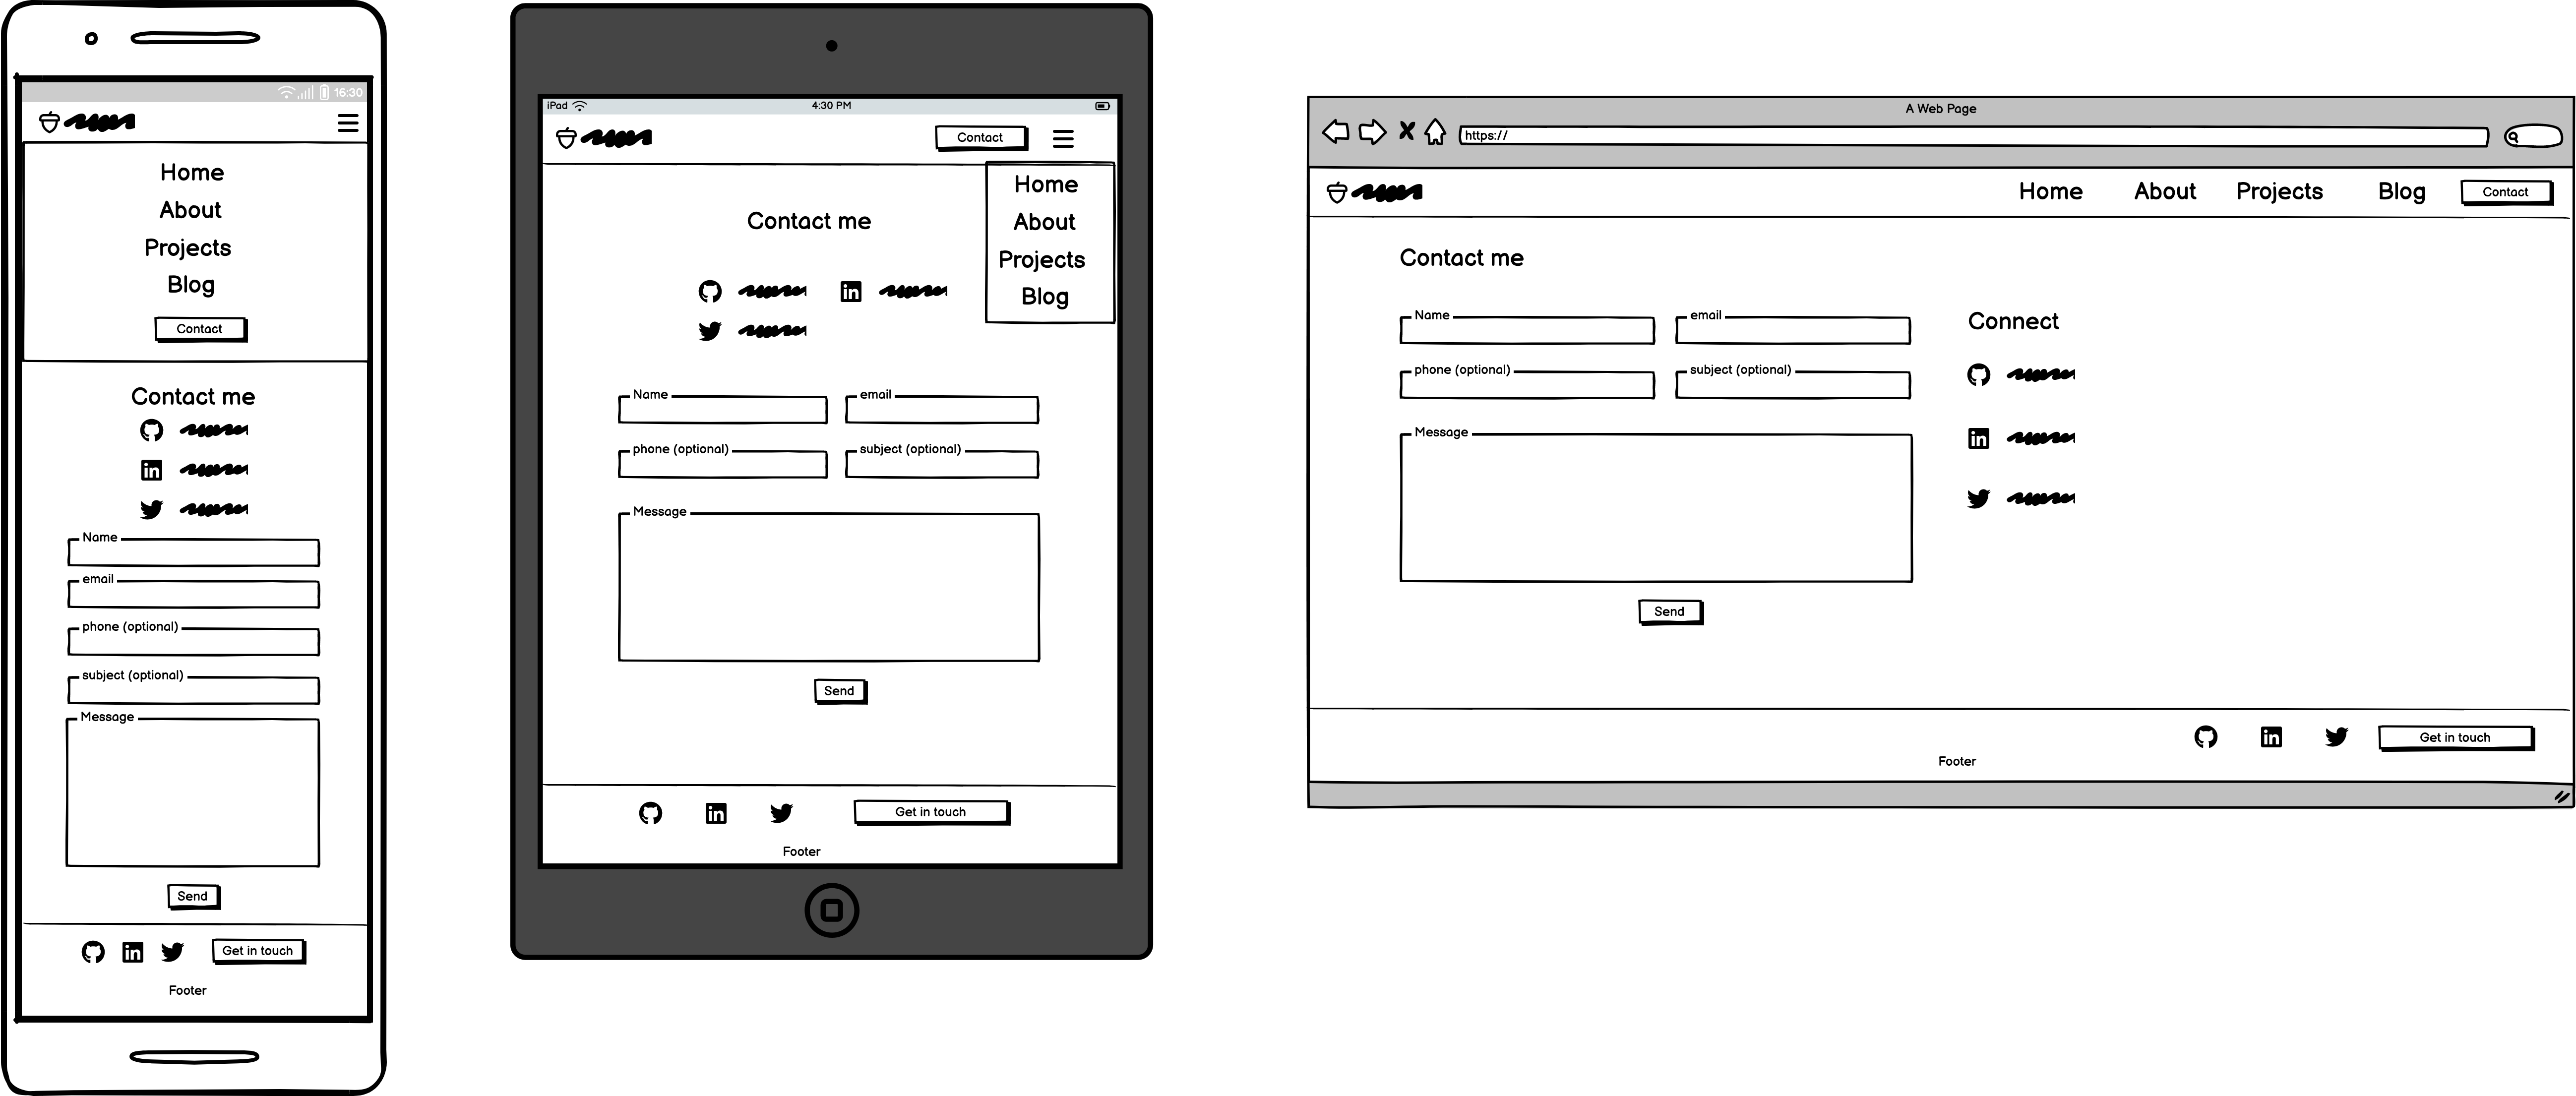 16:30
Home
About
Projects
Blog
Contact
Contact me
Name
email
phone (optional)
subject (optional)
Message
Send
Get in touch
Footer
iPad 4:30 PM
Contact
Home
About
Projects
Blog
Contact me
Name email
phone (optional) subject (optional)
Message
Send
Get in touch
Footer
A Web Page
https://
Home About Projects Blog Contact
Contact me
Name email
Connect
phone (optional) subject (optional)
Message
Send
Get in touch
Footer